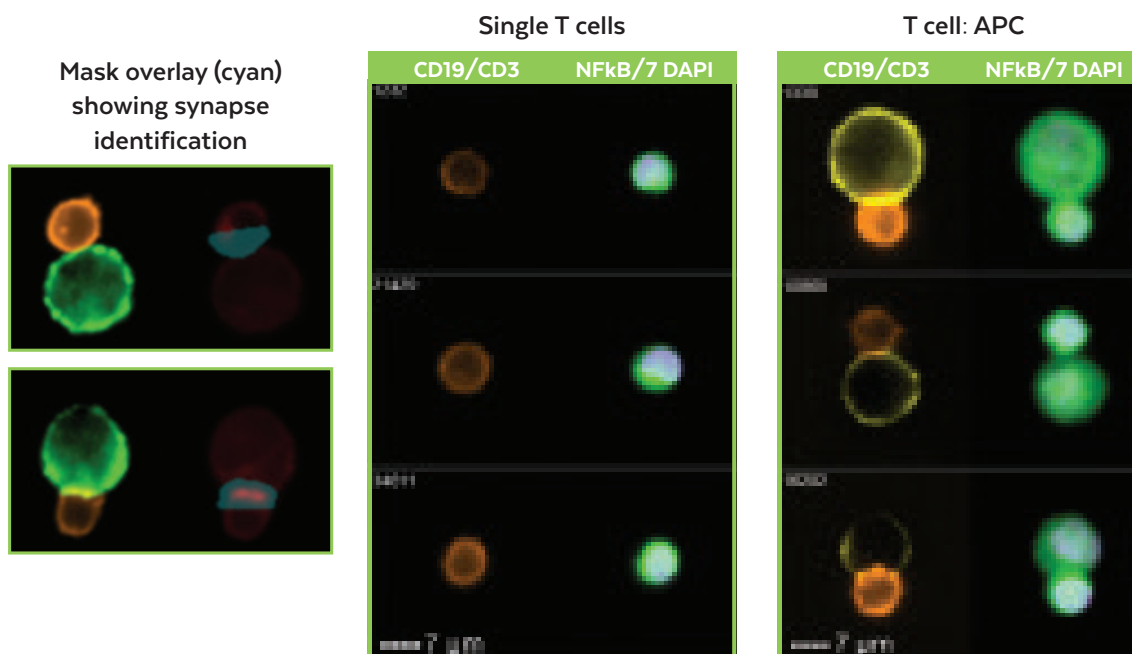 Mask overlay (cyan)
showing synapse
identification
Single T cells
CD19/CD3 NFkB/7 DAPI
7 µm
T cell: APC
CD19/CD3 NFkB/7 DAPI
7 µm